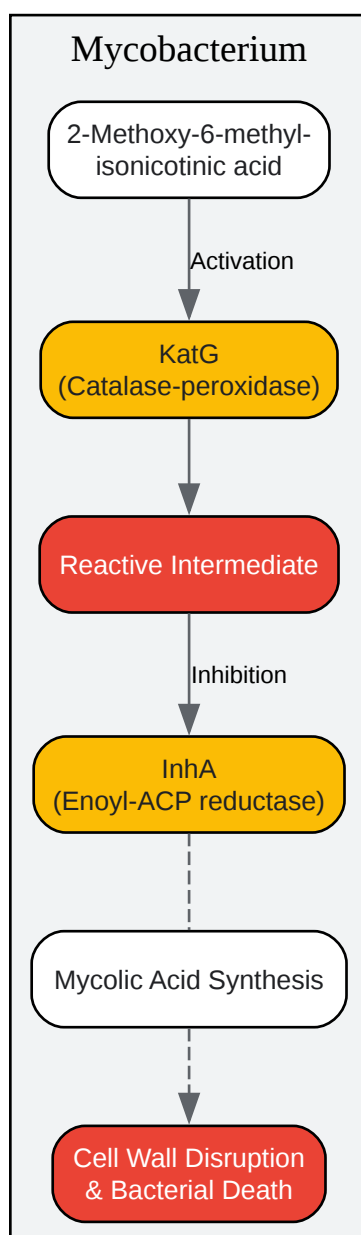 Mycobacterium
2-Methoxy-6-methyl-
isonicotinic acid
Activation
KatG
(Catalase-peroxidase)
Reactive Intermediate
Inhibition
InhA
(Enoyl-ACP reductase)
Mycolic Acid Synthesis
Cell Wall Disruption
& Bacterial Death